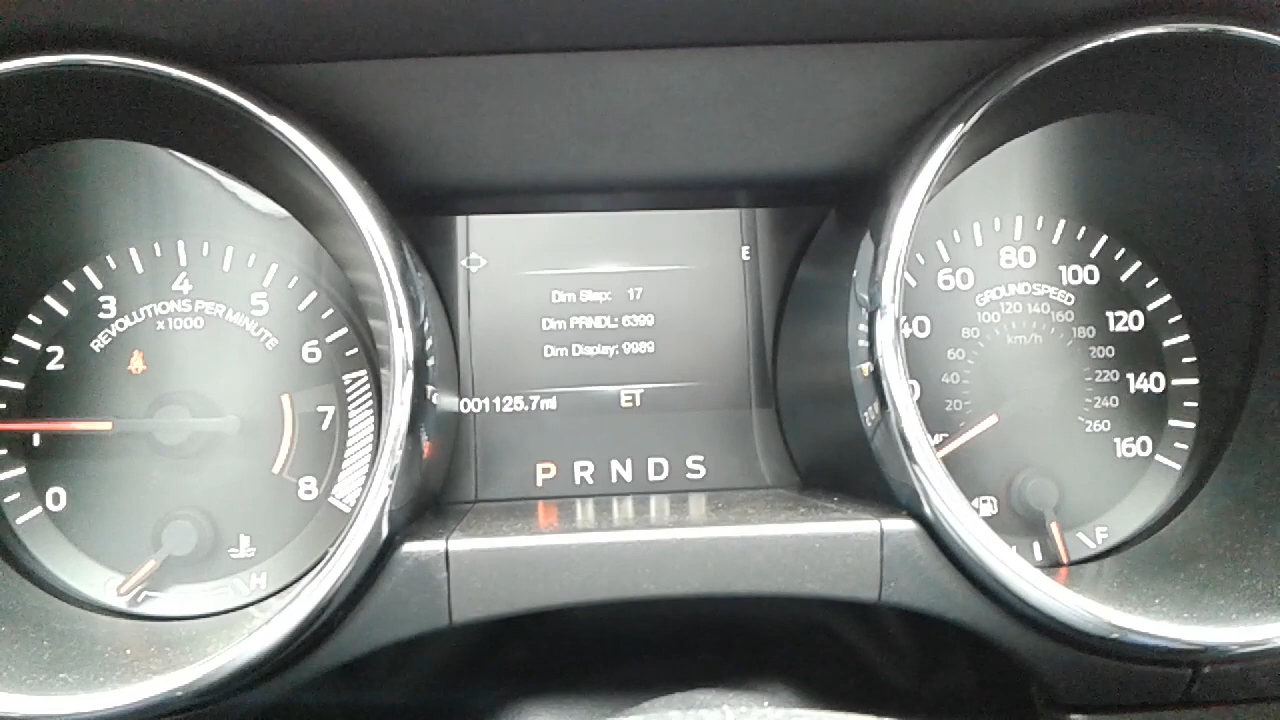 0
2
3
4
5
6
7
8
REVOLUTIONS PER MINUTE
x1000
H
E
Dim Step: 17
Dim PRNDL: 6399
Dim Display: 9989
001125.7mi
ET
P R N D S
40
60
80
100
120
140
160
GROUND SPEED
20
40
60
80
100
120
140
160
180
200
220
240
260
km/h
F